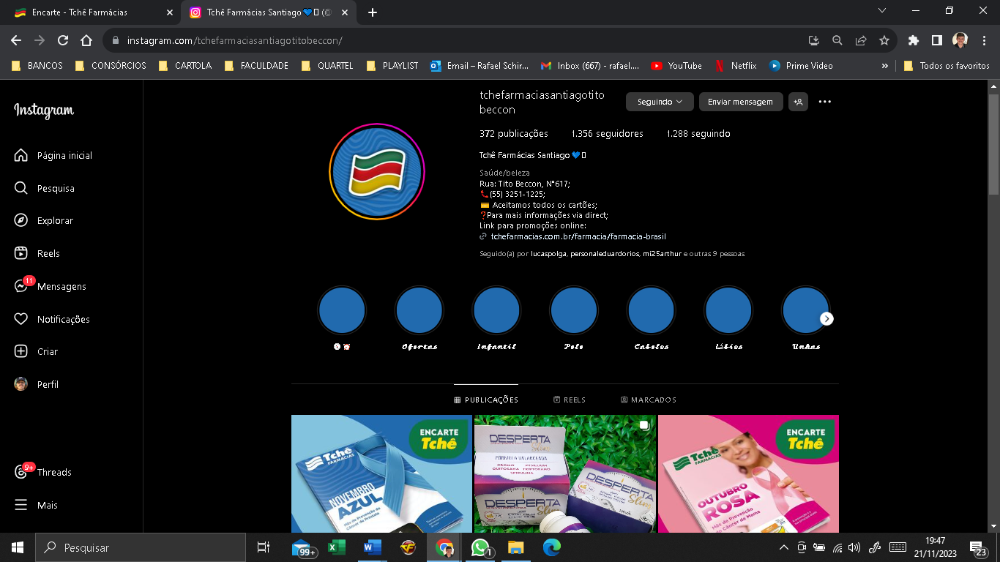 Encarte - Tchê Farmácias
Tchê Farmácias Santiago💙 (@
instagram.com/tchefarmaciasantiagotitobeccon/
BANCOS
CONSÓRCIOS
CARTOLA
FACULDADE
QUARTEL
PLAYLIST
Email – Rafael Schir...
Inbox (667) - rafael....
YouTube
Netflix
Prime Video
»
Todos os favoritos
Instagram
Página inicial
Pesquisa
Explorar
Reels
11
Mensagens
Notificações
Criar
Perfil
9+
Threads
Mais
tchefarmaciasantiagotito
beccon
Seguindo
Enviar mensagem
372 publicações 1.356 seguidores 1.288 seguindo
Tchê Farmácias Santiago💙
Saúde/beleza
Rua: Tito Beccon, N°617;
📞(55) 3251-1225;
💳 Aceitamos todos os cartões;
❓Para mais informações via direct;
Link para promoções online:
tchefarmacias.com.br/farmacia/farmacia-brasil
Seguido(a) por lucaspolga, personaleduardorios, mi25arthur e outras 9 pessoas
Ofertas
Infantil
Pele
Cabelos
Lábios
Unhas
PUBLICAÇÕES
REELS
MARCADOS
ENCARTE
Tchê
Tchê
FARMÁCIAS
NOVEMBRO
AZUL
Mês de Prevenção
do Câncer de Próstata
DESPERTA
Slim
FÓRMULA BALANCEADA
CROMO
QUITOSANA
SPIRULINA
DESPERTA
Slim
DESPERTA
Slim
ENCARTE
Tchê
Tchê
FARMÁCIAS
OUTUBRO
ROSA
Mês de Prevenção
do Câncer de Mama
Pesquisar
99+
1
19:47
21/11/2023
23